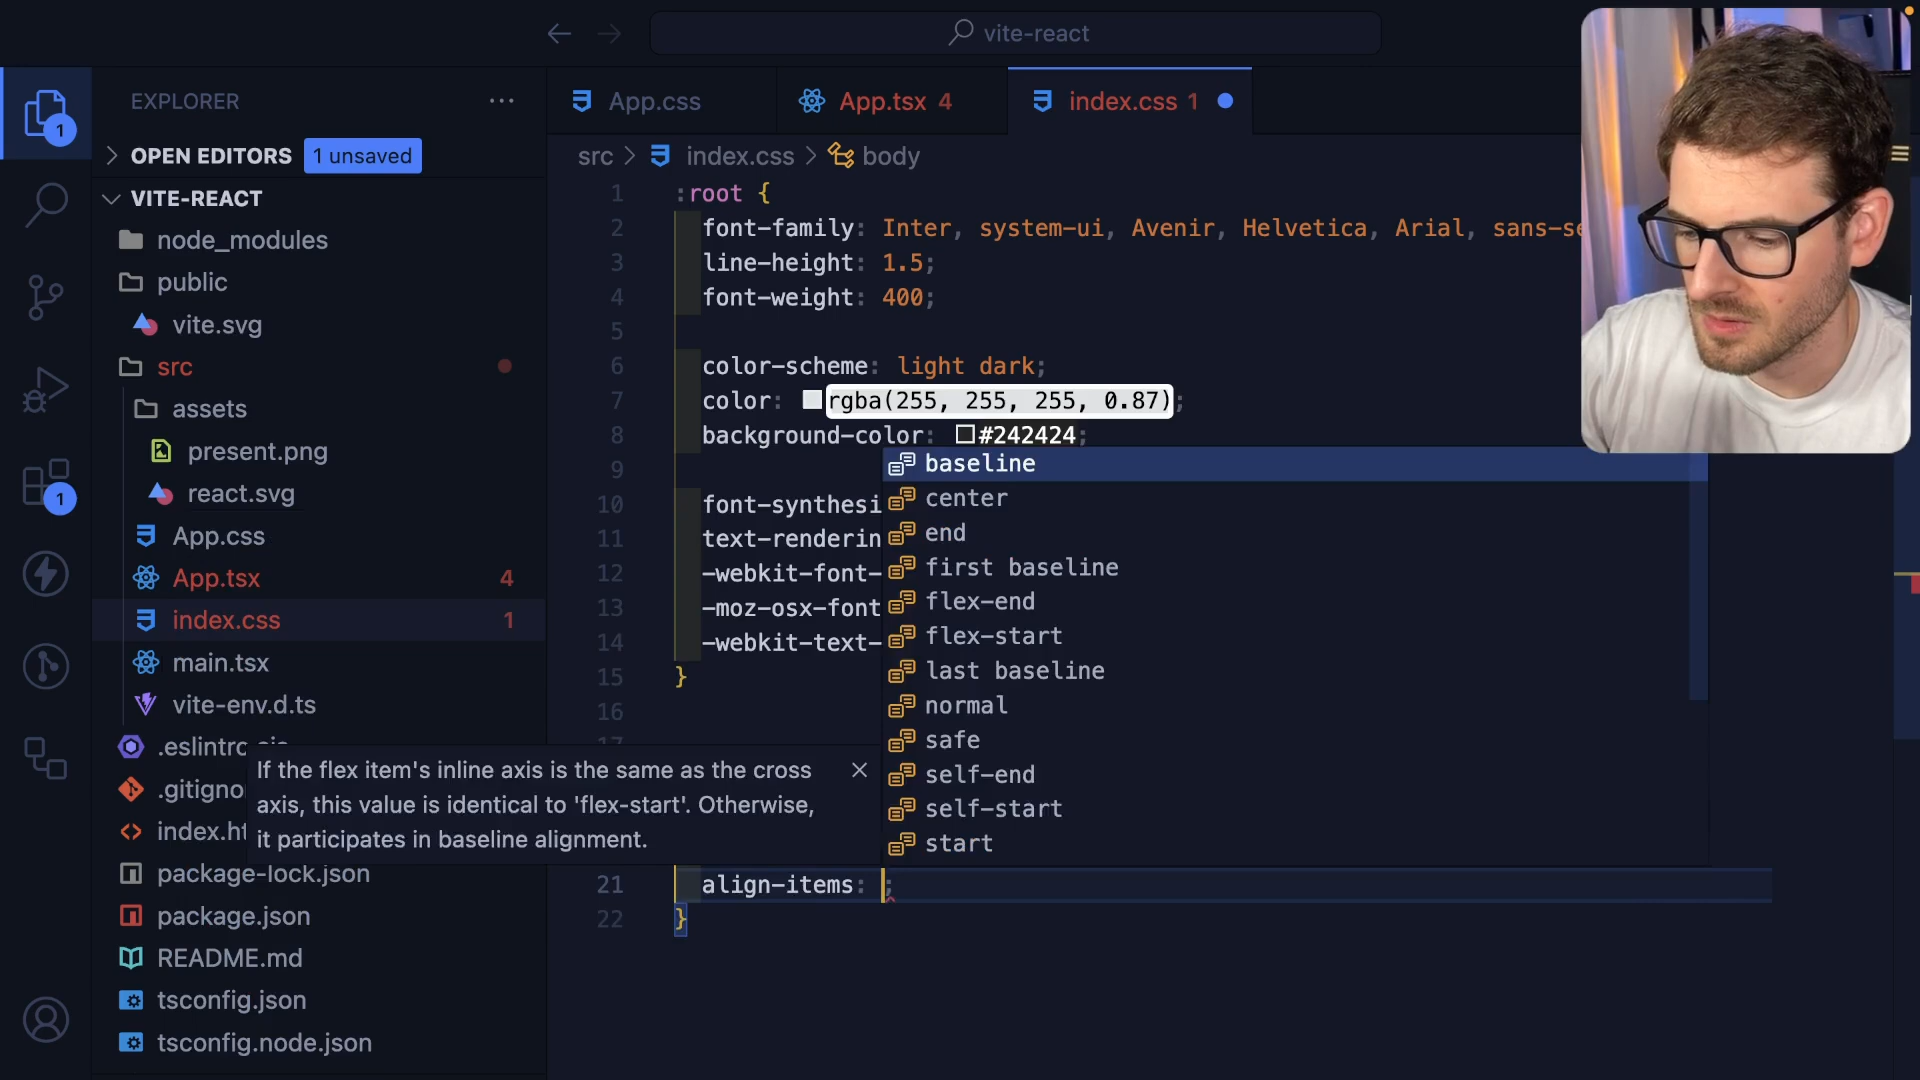 vite-react
EXPLORER
OPEN EDITORS
1 unsaved
VITE-REACT
node_modules
public
vite.svg
src
assets
present.png
react.svg
App.css
App.tsx
4
index.css
1
main.tsx
vite-env.d.ts
index.ht
package-lock.json
package.json
README.md
tsconfig.json
tsconfig.node.json
1
1
App.css
App.tsx 4
index.css 1
src > index.css > body
1 :root {
2 font-family: Inter, system-ui, Avenir, Helvetica, Arial, sans-se
3 line-height: 1.5;
4 font-weight: 400;
5
6 color-scheme: light dark;
7 color: rgba(255, 255, 255, 0.87);
8 background-color: #242424;
9
10 font-synthesi
11 text-renderin
12 -webkit-font-
13 -moz-osx-font
14 -webkit-text-
15 }
16
baseline
center
end
first baseline
flex-end
flex-start
last baseline
normal
safe
self-end
self-start
start
If the flex item's inline axis is the same as the cross
axis, this value is identical to 'flex-start'. Otherwise,
it participates in baseline alignment.
21 align-items: ;
22 }